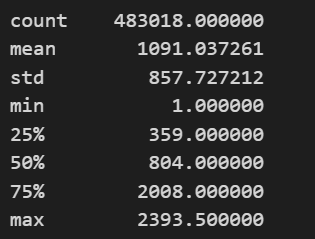 count 483018.000000
mean 1091.037261
std 857.727212
min 1.000000
25% 359.000000
50% 804.000000
75% 2008.000000
max 2393.500000